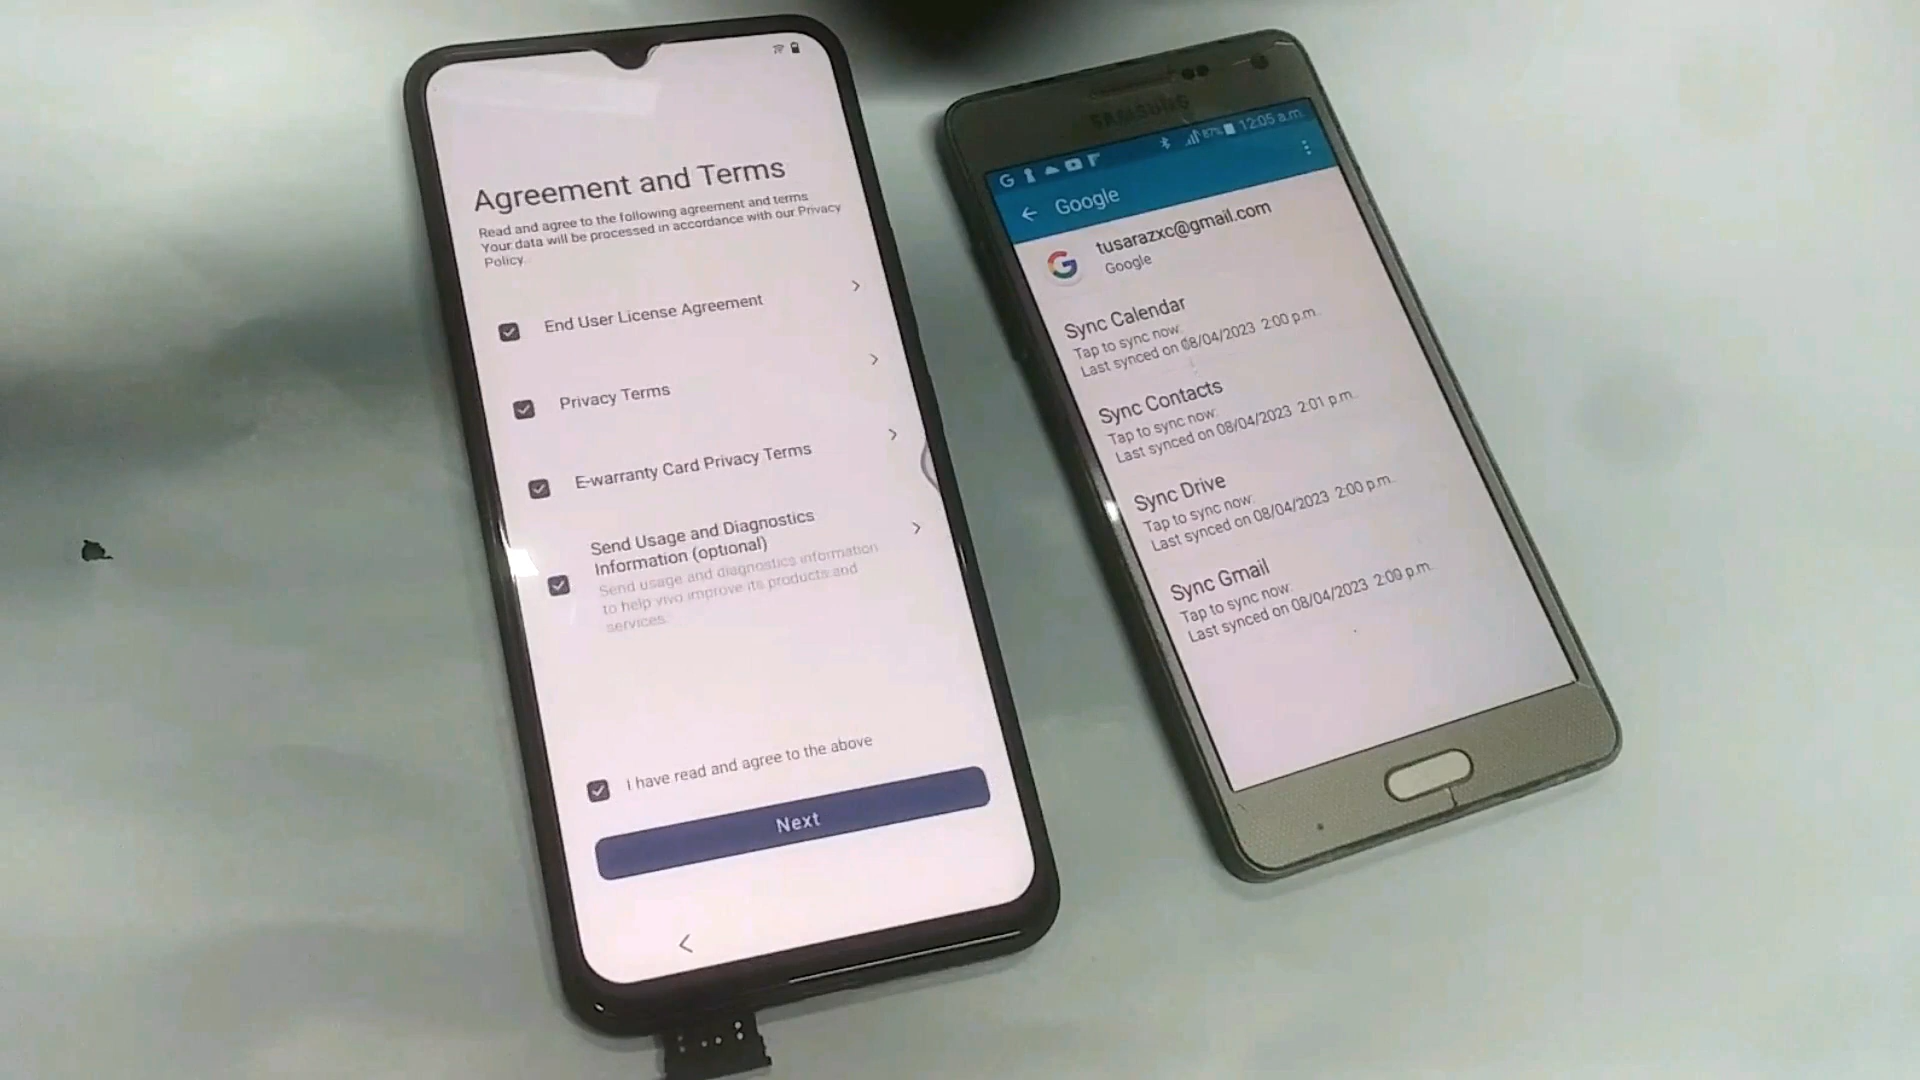 Agreement and Terms
Read and agree to the following agreement and terms
Your data will be processed in accordance with our Privacy
Policy.
End User License Agreement
Privacy Terms
E-warranty Card Privacy Terms
Send Usage and Diagnostics
Information (optional)
Send usage and diagnostics information
to help vivo improve its products and
services.
I have read and agree to the above
Next
SAMSUNG
87% 12:05 a.m.
Google
tusarazxc@gmail.com
Google
Sync Calendar
Tap to sync now.
Last synced on 08/04/2023 2:00 p.m.
Sync Contacts
Tap to sync now.
Last synced on 08/04/2023 2:01 p.m.
Sync Drive
Tap to sync now.
Last synced on 08/04/2023 2:00 p.m.
Sync Gmail
Tap to sync now.
Last synced on 08/04/2023 2:00 p.m.